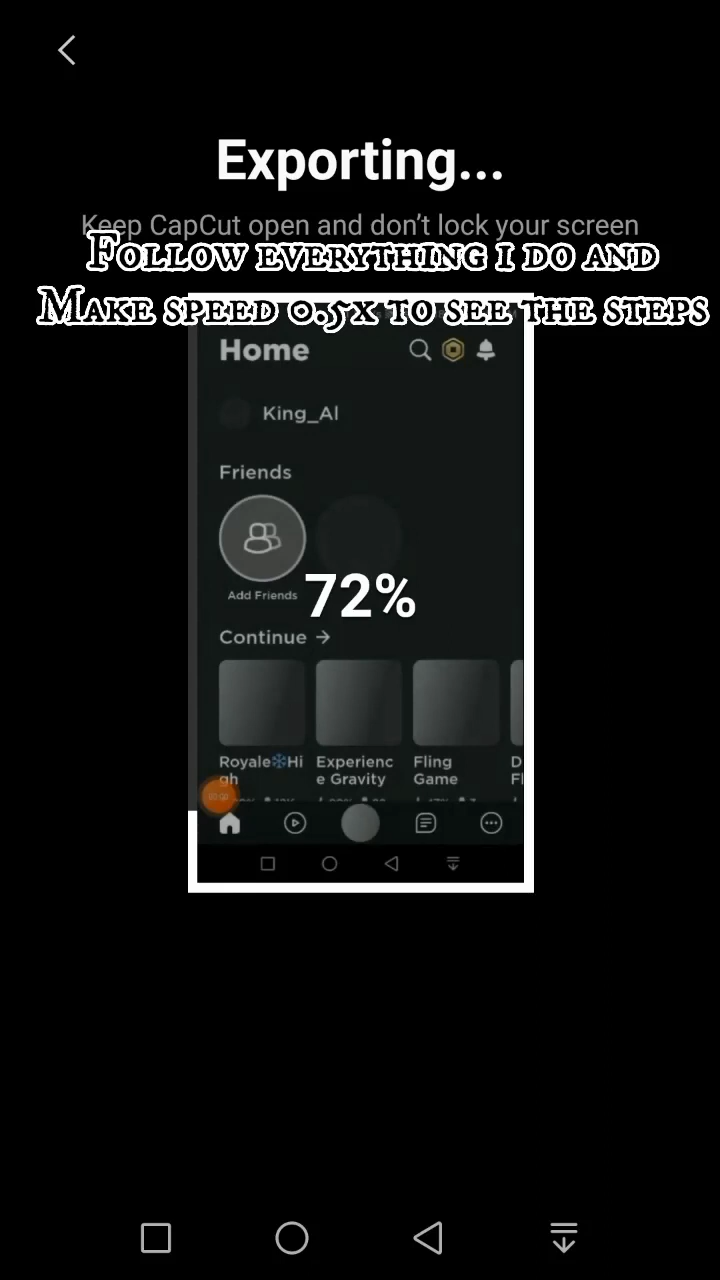 Exporting...
Keep CapCut open and don't lock your screen
Follow everything i do and
Make speed 0.5x to see the steps
Home
King_Al
Friends
72%
Add Friends
Continue →
Royale❄️Hi
gh
Experienc
e Gravity
Fling
Game
D
Fl